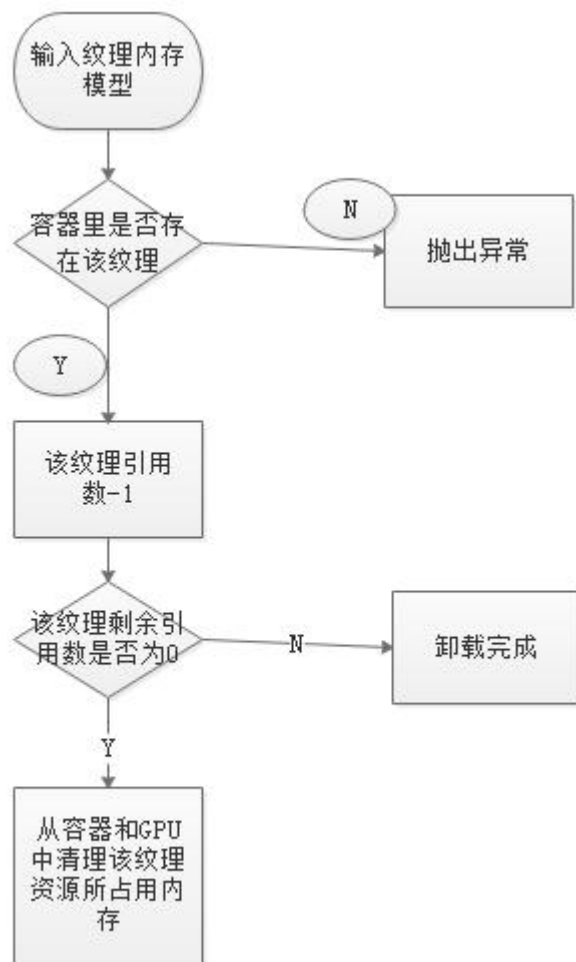 输入纹理内存
模型
容器里是否存
在该纹理
N
抛出异常
Y
该纹理引用
数-1
该纹理剩余引
用数是否为0
N
卸载完成
Y
从容器和GPU
中清理该纹理
资源所占用内
存